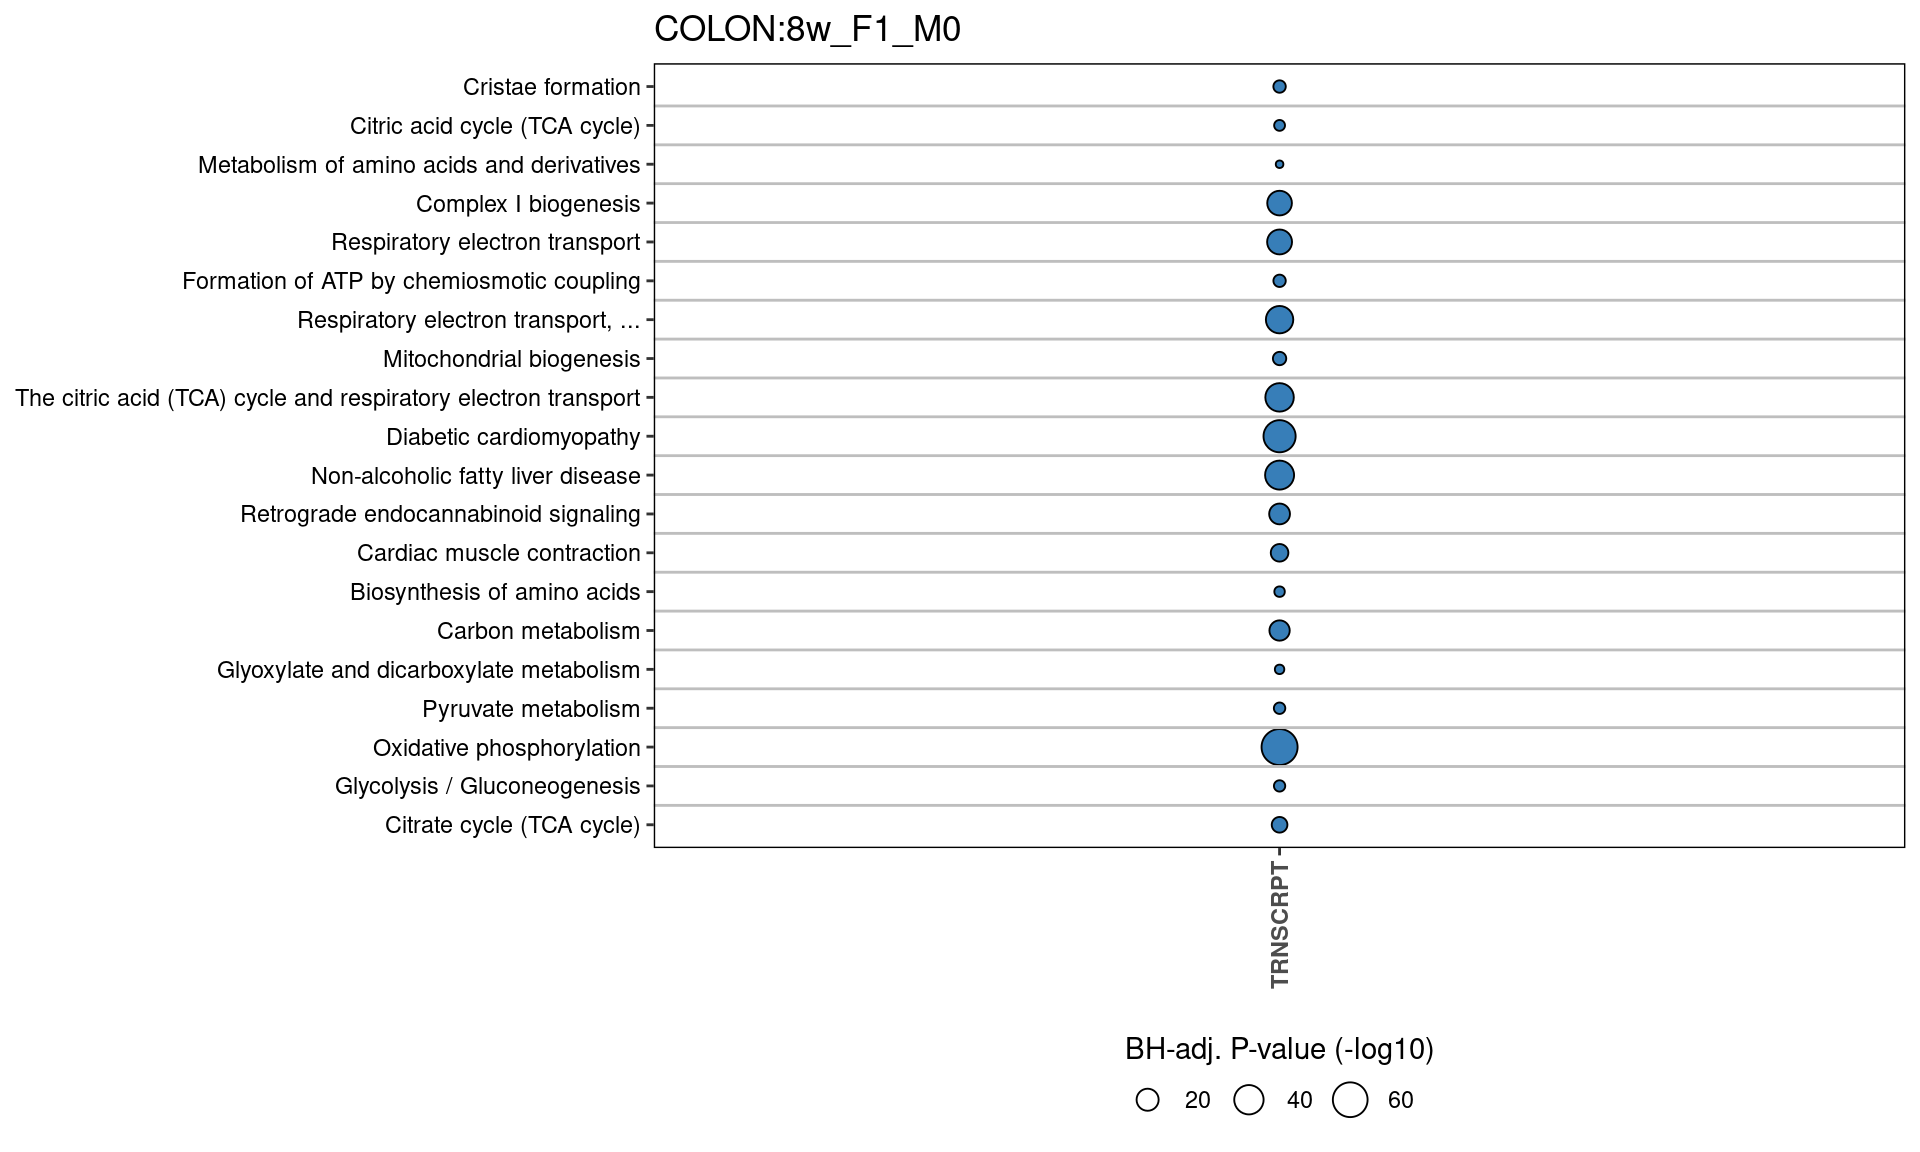 COLON:8w_F1_M0
Cristae formation
Citric acid cycle (TCA cycle)
Metabolism of amino acids and derivatives
Complex I biogenesis
Respiratory electron transport
Formation of ATP by chemiosmotic coupling
Respiratory electron transport, ...
Mitochondrial biogenesis
The citric acid (TCA) cycle and respiratory electron transport
Diabetic cardiomyopathy
Non-alcoholic fatty liver disease
Retrograde endocannabinoid signaling
Cardiac muscle contraction
Biosynthesis of amino acids
Carbon metabolism
Glyoxylate and dicarboxylate metabolism
Pyruvate metabolism
Oxidative phosphorylation
Glycolysis / Gluconeogenesis
Citrate cycle (TCA cycle)
TRNSCRPT
BH-adj. P-value (-log10)
20 40 60